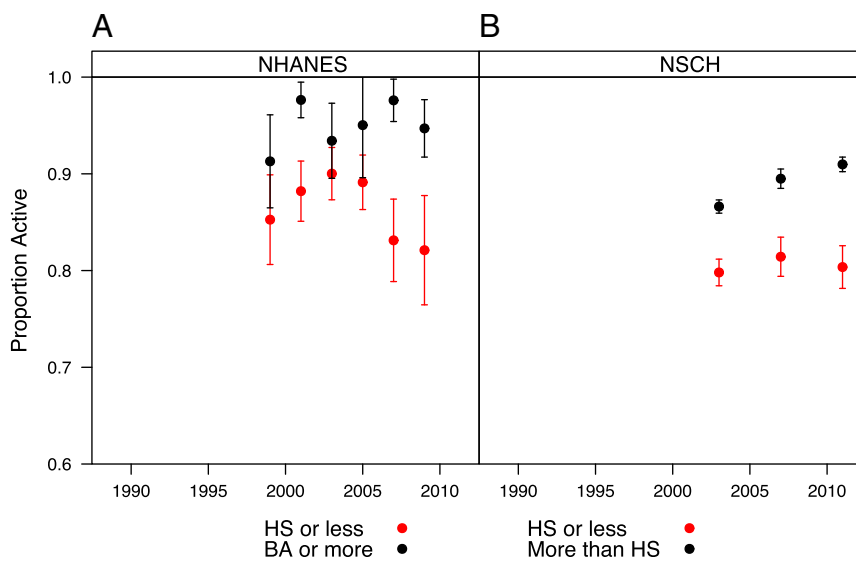 A B
NHANES NSCH
1.0
0.9
0.8
0.7
0.6
Proportion Active
1990 1995 2000 2005 2010 1990 1995 2000 2005 2010
HS or less HS or less
BA or more More than HS